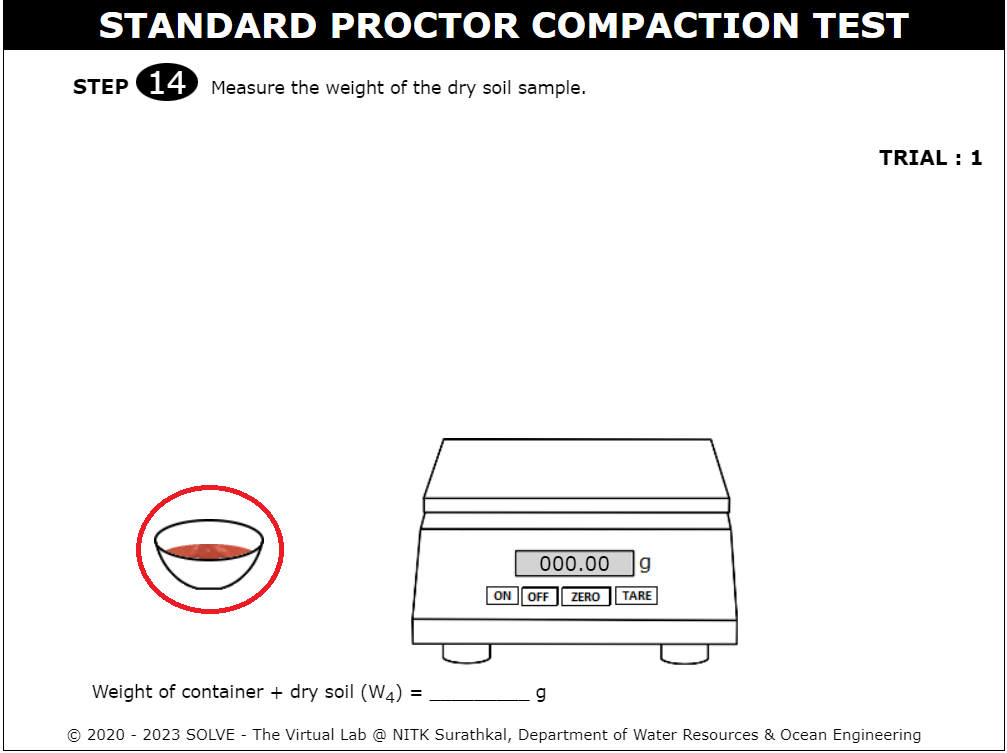 STANDARD PROCTOR COMPACTION TEST
STEP 14 Measure the weight of the dry soil sample.
TRIAL : 1
000.00 g
ON OFF ZERO TARE
Weight of container + dry soil (W4) = _________ g
© 2020 - 2023 SOLVE - The Virtual Lab @ NITK Surathkal, Department of Water Resources & Ocean Engineering